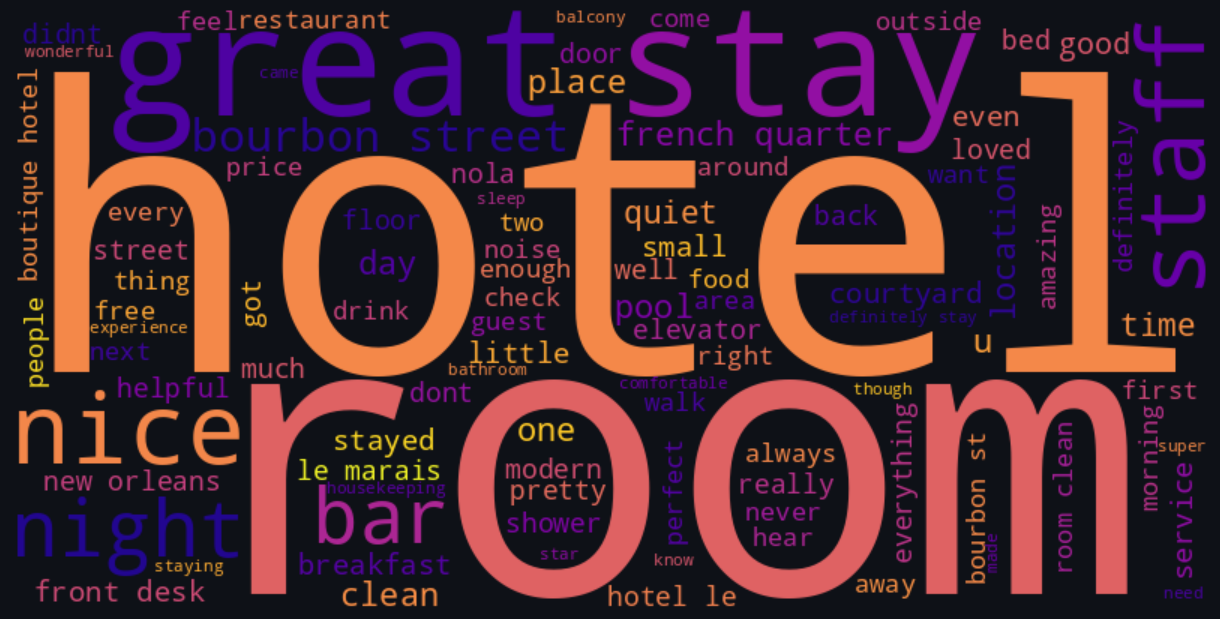 feel
restaurant
balcony
come
outside
didnt
wonderful
great
stay
came
door
place
bed
good
staff
bourbon street
french quarter
even
loved
boutique hotel
hotel
price
nola
around
want
definitely
sleep
every
floor
two
quiet
back
location
amazing
street
day
noise
small
thing
enough
well
food
free
got
drink
check
pool
area
courtyard
experience
guest
elevator
definitely stay
time
people
next
little
right
u
much
bathroom
helpful
dont
comfortable
though
first
walk
nice
room
stayed
one
always
everything
morning
super
le marais
modern
really
new orleans
housekeeping
pretty
perfect
never
bourbon st
room clean
service
night
bar
shower
hear
star
know
made
staying
breakfast
front desk
clean
hotel le
away
need